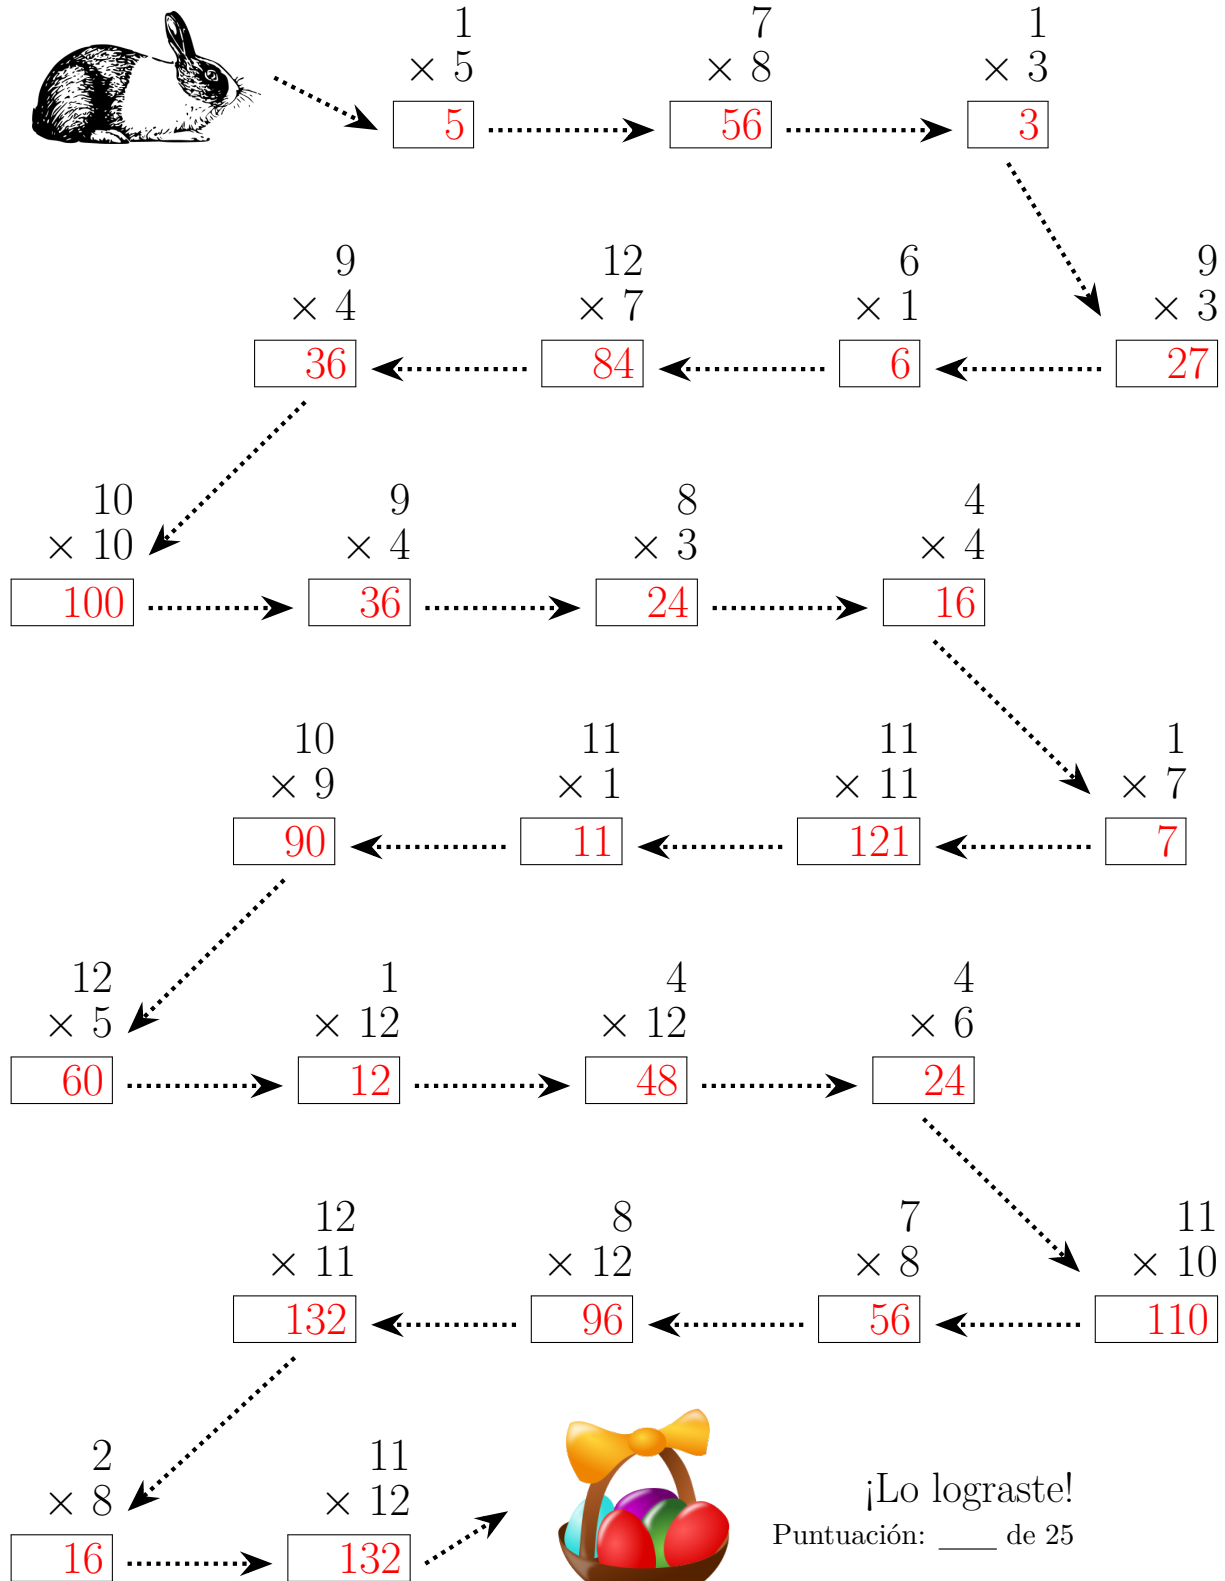 1 7 1
× 5 × 8 × 3
5 56 3
9 12 6 9
× 4 × 7 × 1 × 3
36 84 6 27
10 9 8 4
× 10 × 4 × 3 × 4
100 36 24 16
10 11 11 1
× 9 × 1 × 11 × 7
90 11 121 7
12 1 4 4
× 5 × 12 × 12 × 6
60 12 48 24
12 8 7 11
× 11 × 12 × 8 × 10
132 96 56 110
2 11
× 8 × 12
16 132
¡Lo lograste!
Puntuación: ____ de 25